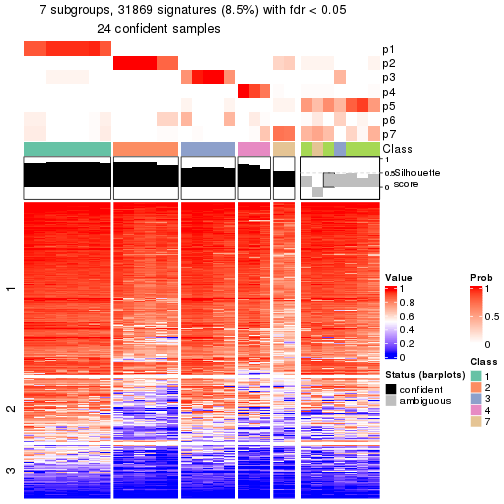 7 subgroups, 31869 signatures (8.5%) with fdr < 0.05
24 confident samples
p1
p2
p3
p4
p5
p6
p7
Class
1
0.5
0
Silhouette
score
1
2
3
Value
1
0.8
0.6
0.4
0.2
0
Status (barplots)
confident
ambiguous
Prob
1
0.5
0
Class
1
2
3
4
7